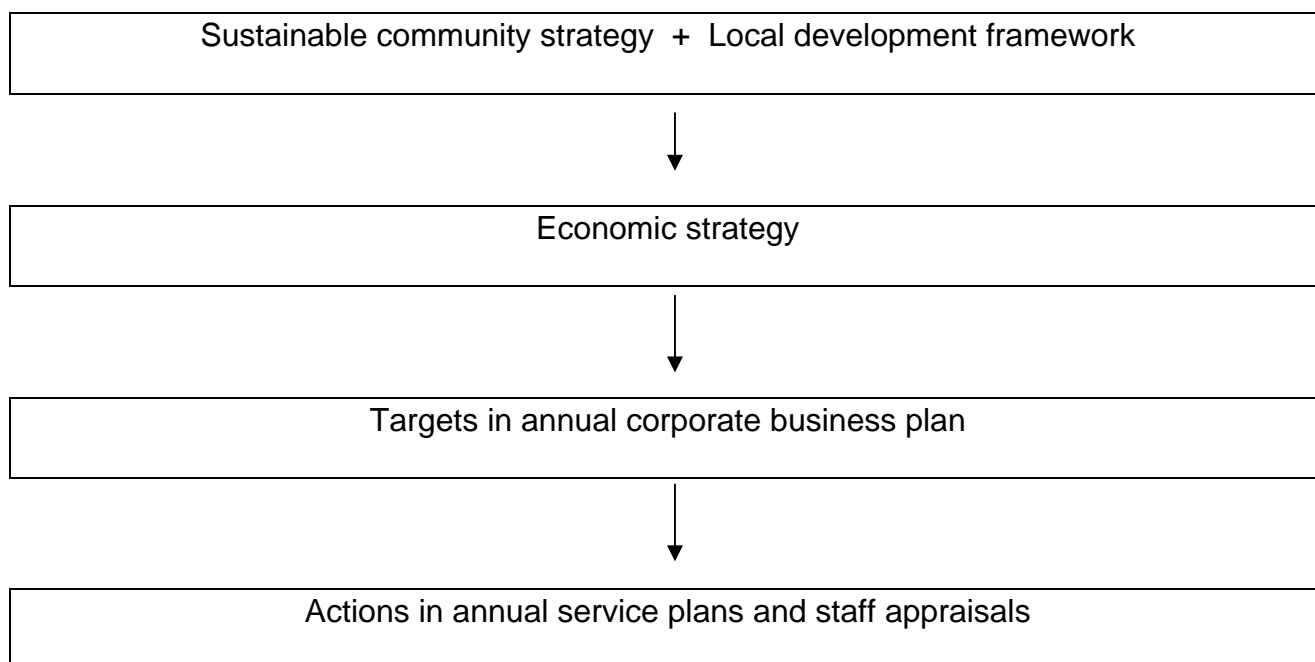 Sustainable community strategy + Local development framework
Economic strategy
Targets in annual corporate business plan
Actions in annual service plans and staff appraisals